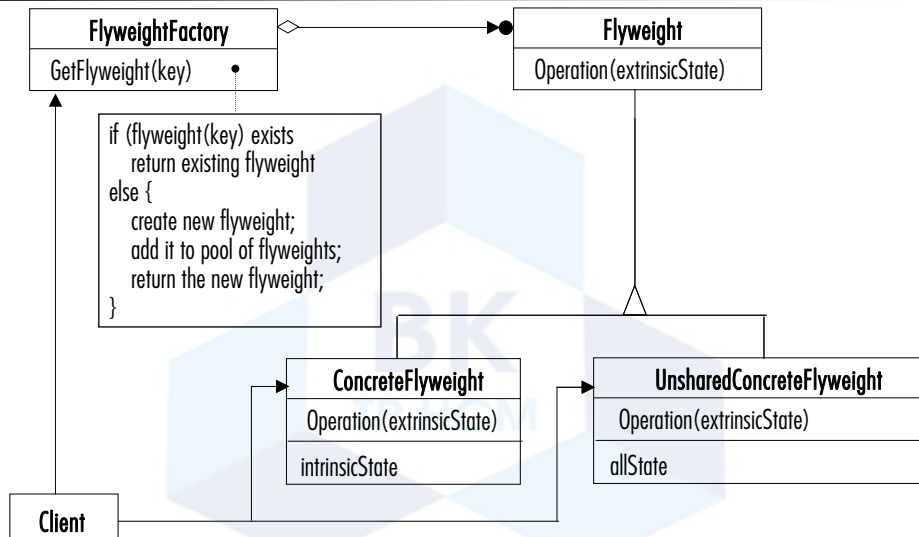 FlyweightFactory
GetFlyweight(key)
Flyweight
Operation(extrinsicState)
if (flyweight(key) exists
return existing flyweight
else {
create new flyweight;
add it to pool of flyweights;
return the new flyweight;
}
BK
ConcreteFlyweight
Operation(extrinsicState)
intrinsicState
UnsharedConcreteFlyweight
Operation(extrinsicState)
allState
Client